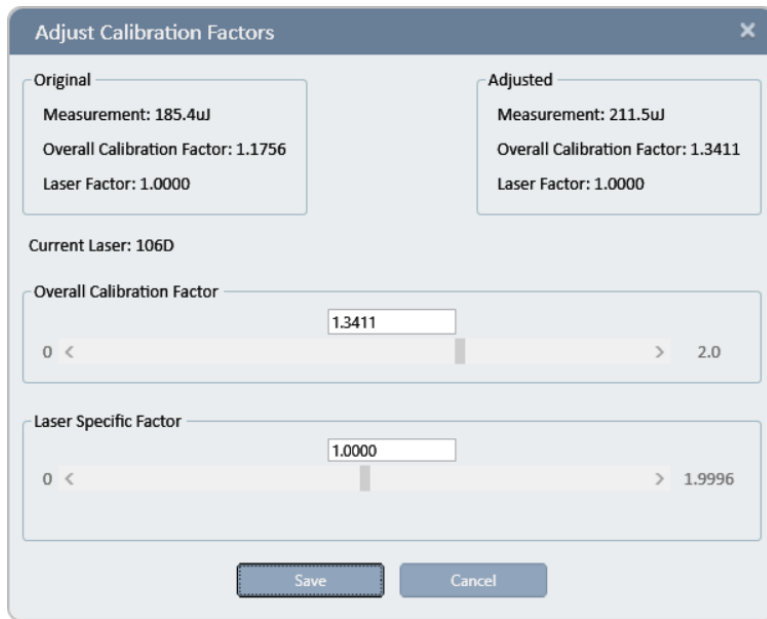 Adjust Calibration Factors
Original
Measurement: 185.4uJ
Overall Calibration Factor: 1.1756
Laser Factor: 1.0000
Adjusted
Measurement: 211.5uJ
Overall Calibration Factor: 1.3411
Laser Factor: 1.0000
Current Laser: 106D
Overall Calibration Factor
1.3411
0 < > 2.0
Laser Specific Factor
1.0000
0 < > 1.9996
Save Cancel